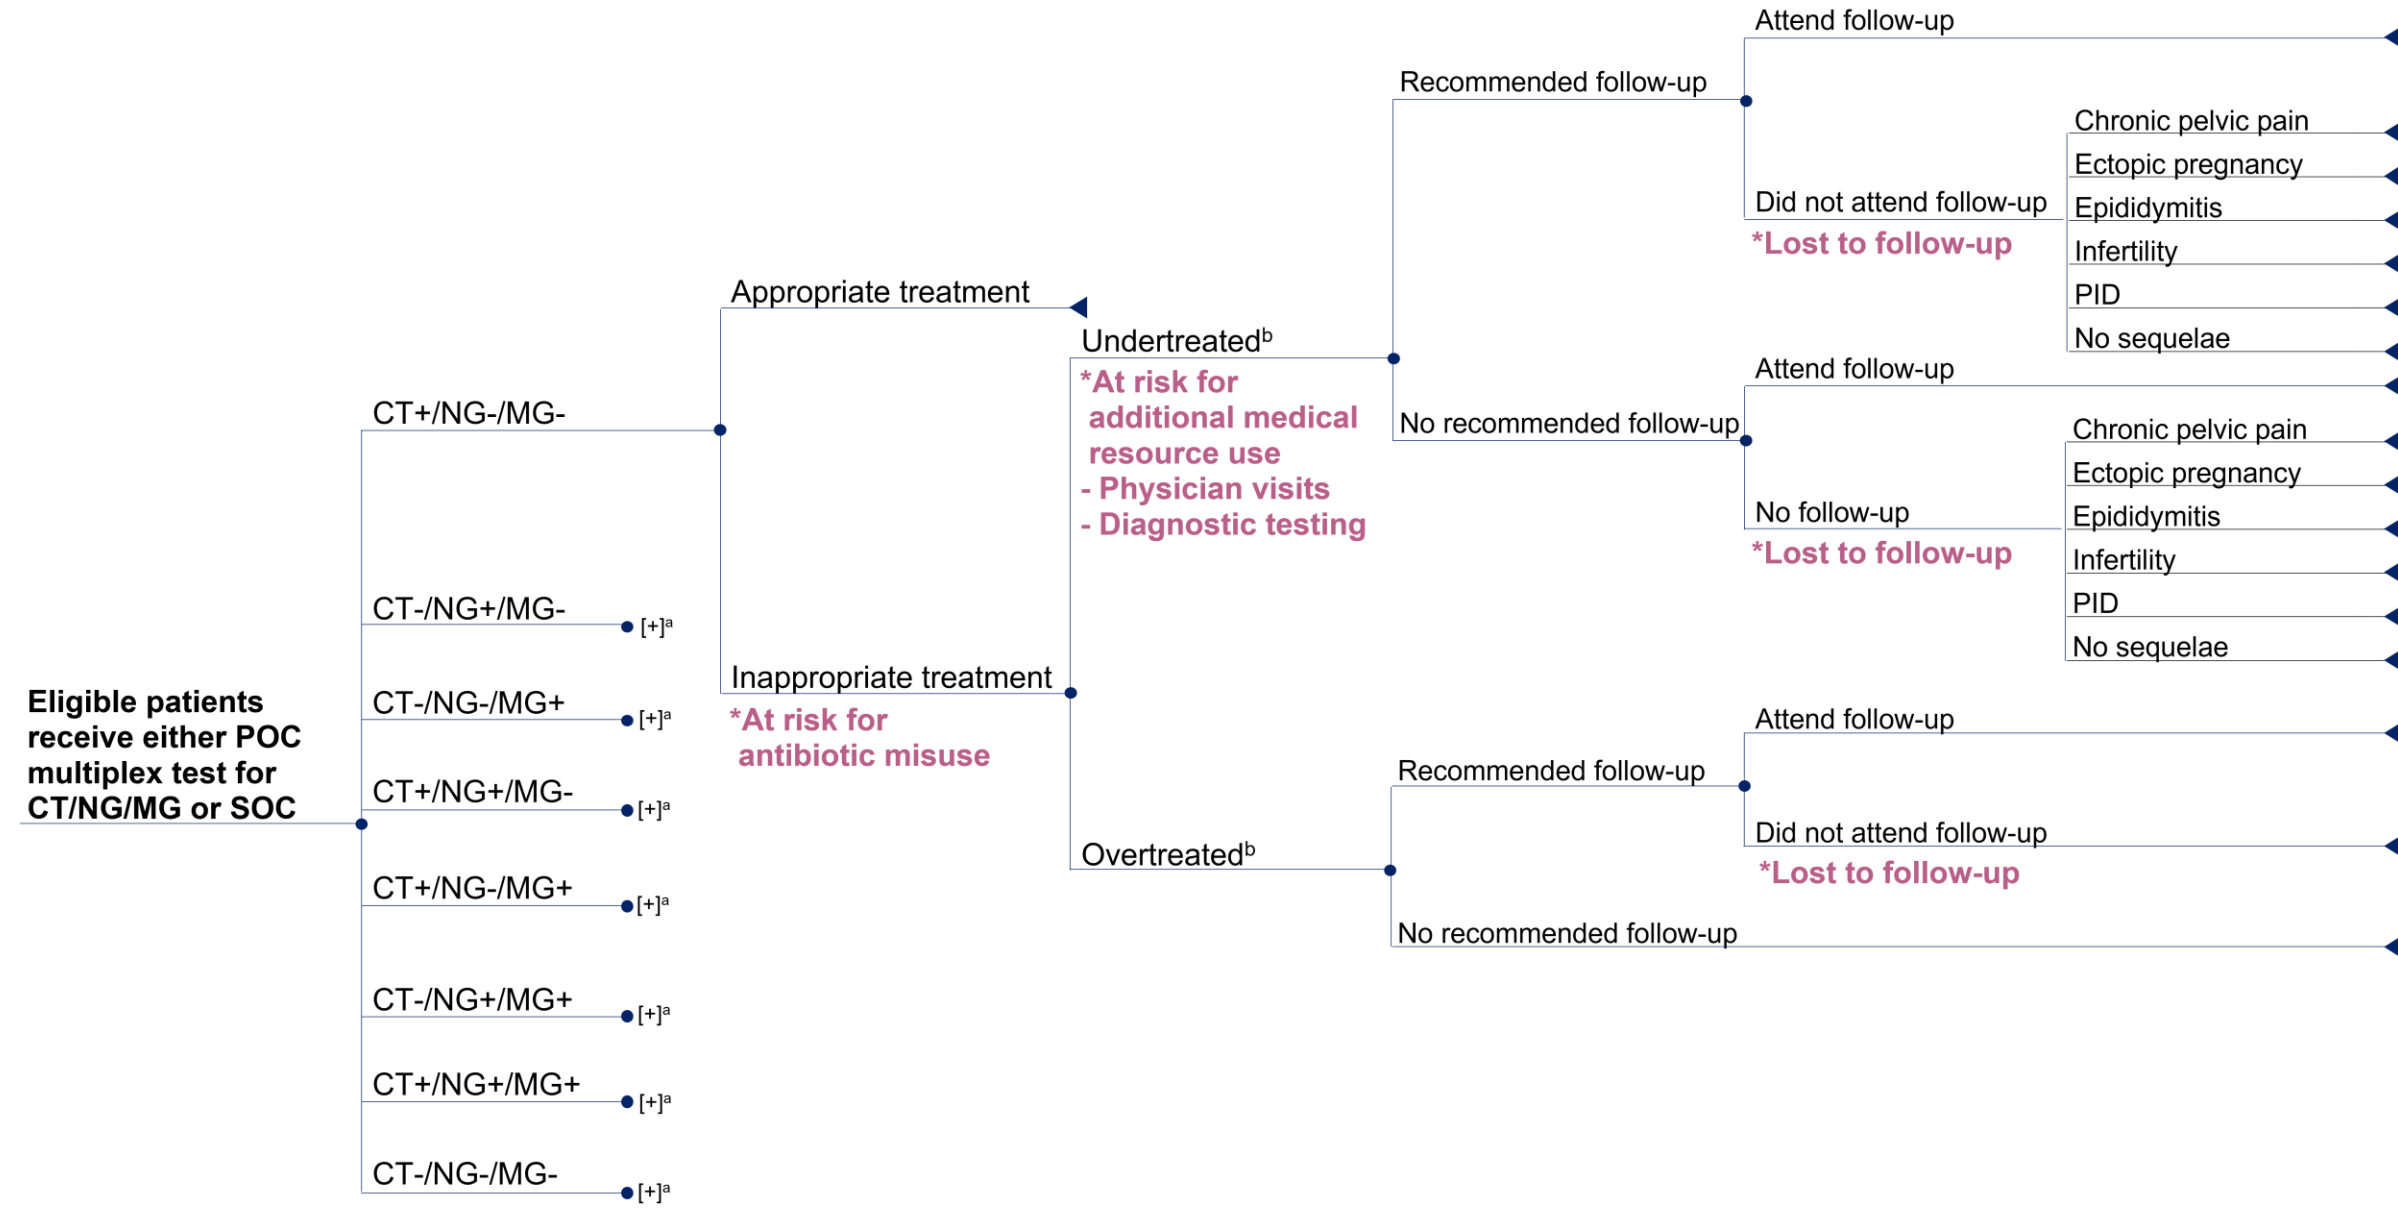 Attend follow-up
Recommended follow-up
Chronic pelvic pain
Ectopic pregnancy
Did not attend follow-up
Epididymitis
*Lost to follow-up
Infertility
PID
No sequelae
Appropriate treatment
Undertreatedᵇ
*At risk for
additional medical
resource use
- Physician visits
- Diagnostic testing
Attend follow-up
No recommended follow-up
Chronic pelvic pain
Ectopic pregnancy
No follow-up
Epididymitis
*Lost to follow-up
Infertility
PID
No sequelae
CT+/NG-/MG-
CT-/NG+/MG- [+]ᵃ
Inappropriate treatment
*At risk for
antibiotic misuse
Eligible patients
receive either POC
multiplex test for
CT/NG/MG or SOC
CT-/NG-/MG+ [+]ᵃ
CT+/NG+/MG- [+]ᵃ
CT+/NG-/MG+ [+]ᵃ
Attend follow-up
Recommended follow-up
Did not attend follow-up
*Lost to follow-up
Overtreatedᵇ
No recommended follow-up
CT-/NG+/MG+ [+]ᵃ
CT+/NG+/MG+ [+]ᵃ
CT-/NG-/MG- [+]ᵃ